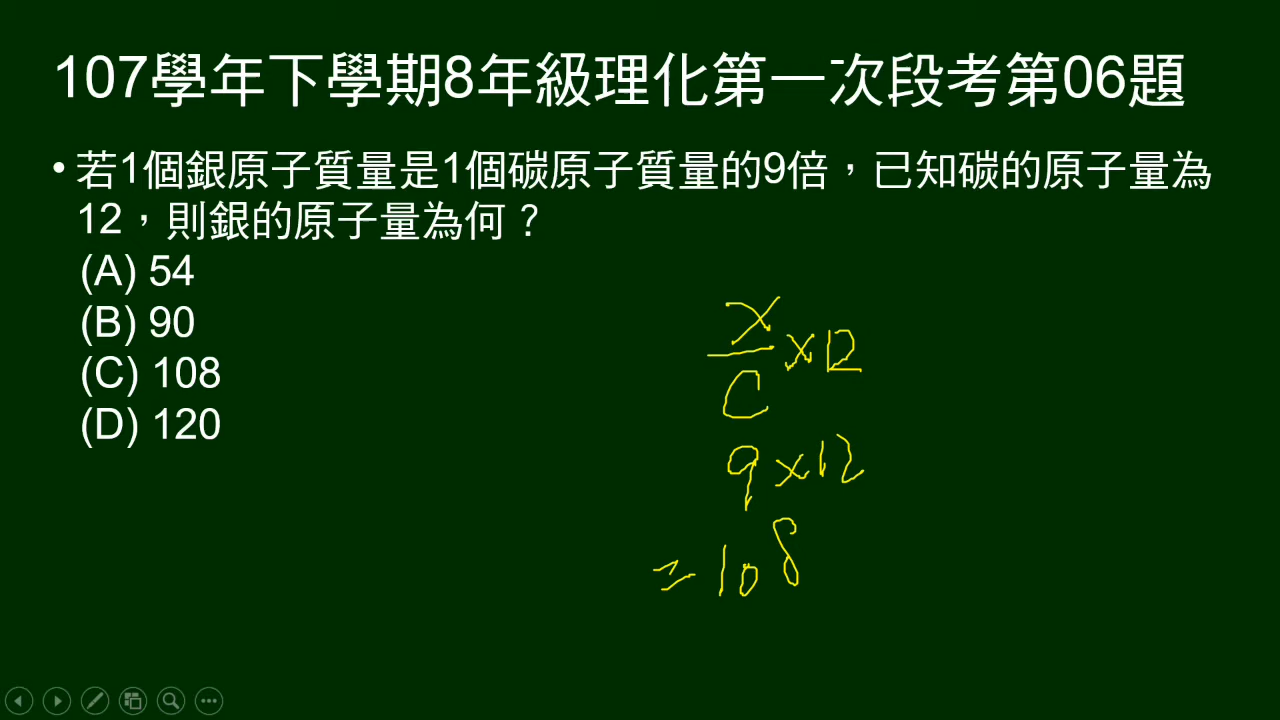 107學年下學期8年級理化第一次段考第06題
• 若1個銀原子質量是1個碳原子質量的9倍，已知碳的原子量為
12，則銀的原子量為何？
(A) 54
(B) 90
(C) 108
(D) 120
X
C
×12
9×12
=108